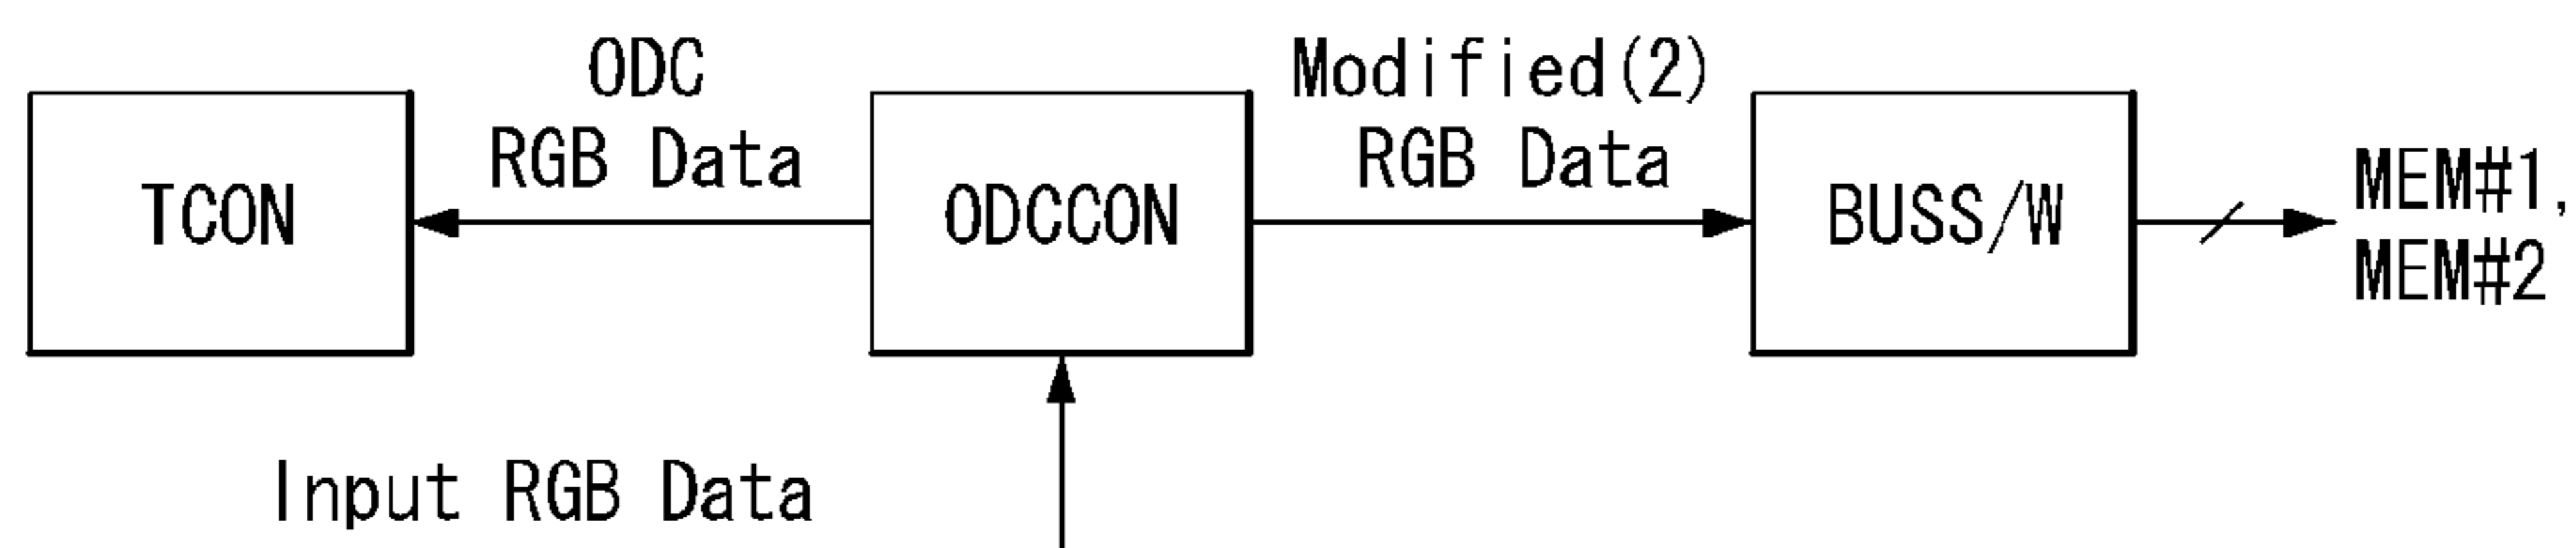 ODC
RGB Data
Modified(2)
RGB Data
TCON
ODCCON
BUSS/W
MEM#1,
MEM#2
Input RGB Data